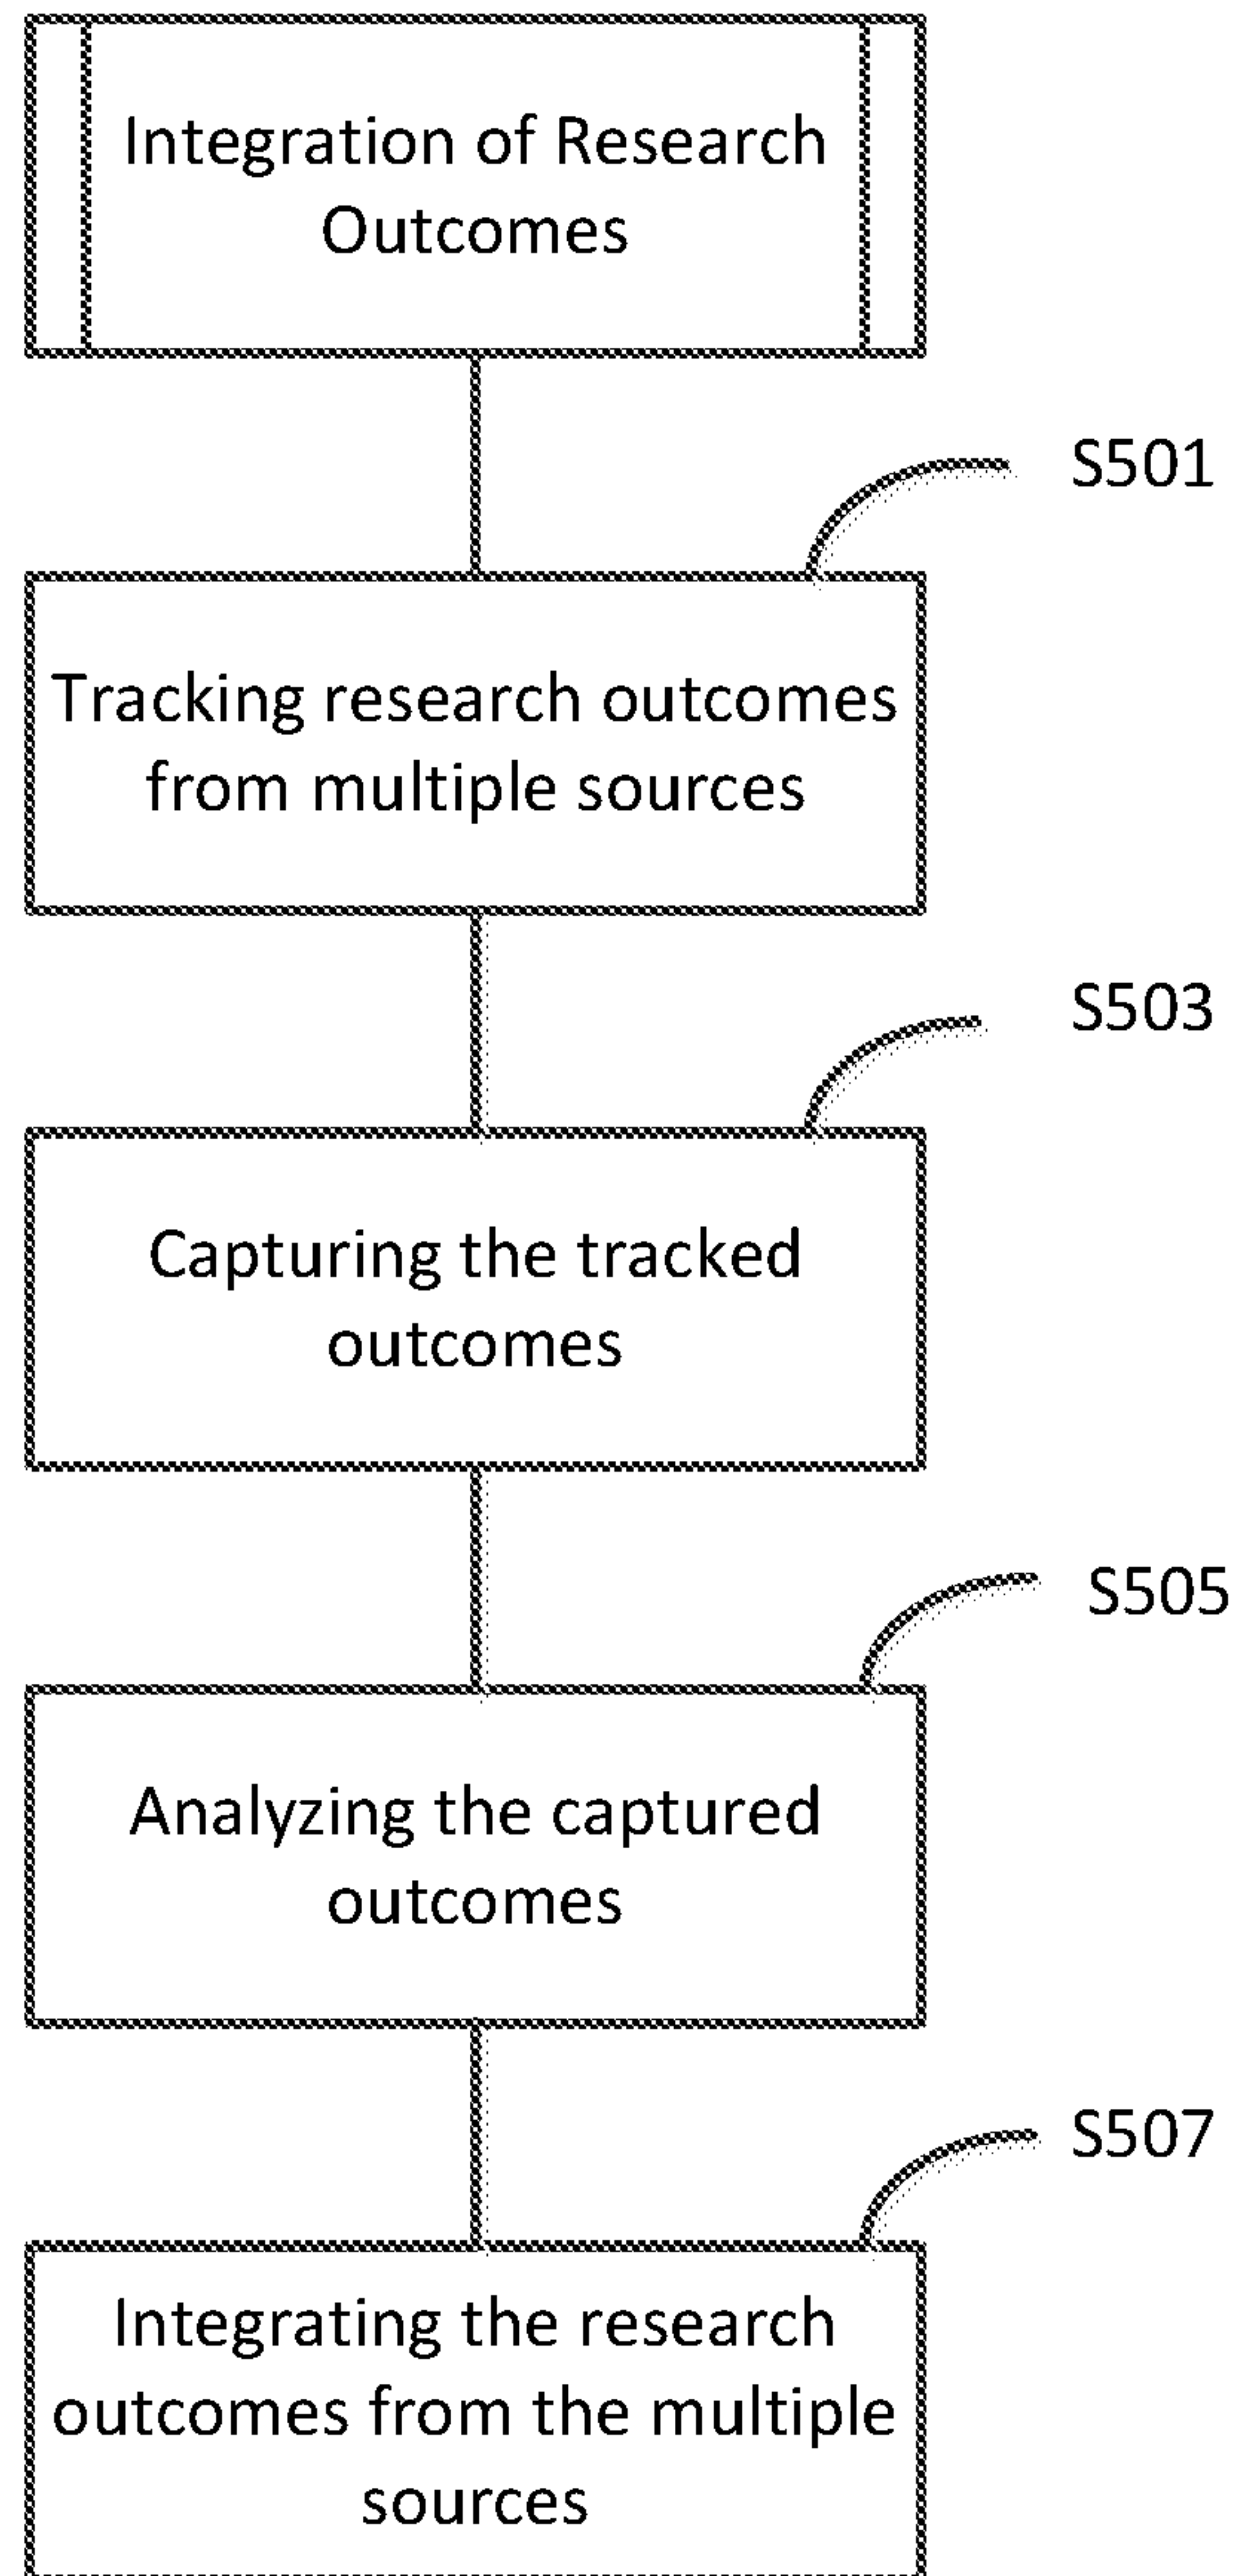 Integration of Research
Outcomes
S501
Tracking research outcomes
from multiple sources
S503
Capturing the tracked
outcomes
S505
Analyzing the captured
outcomes
S507
Integrating the research
outcomes from the multiple
sources